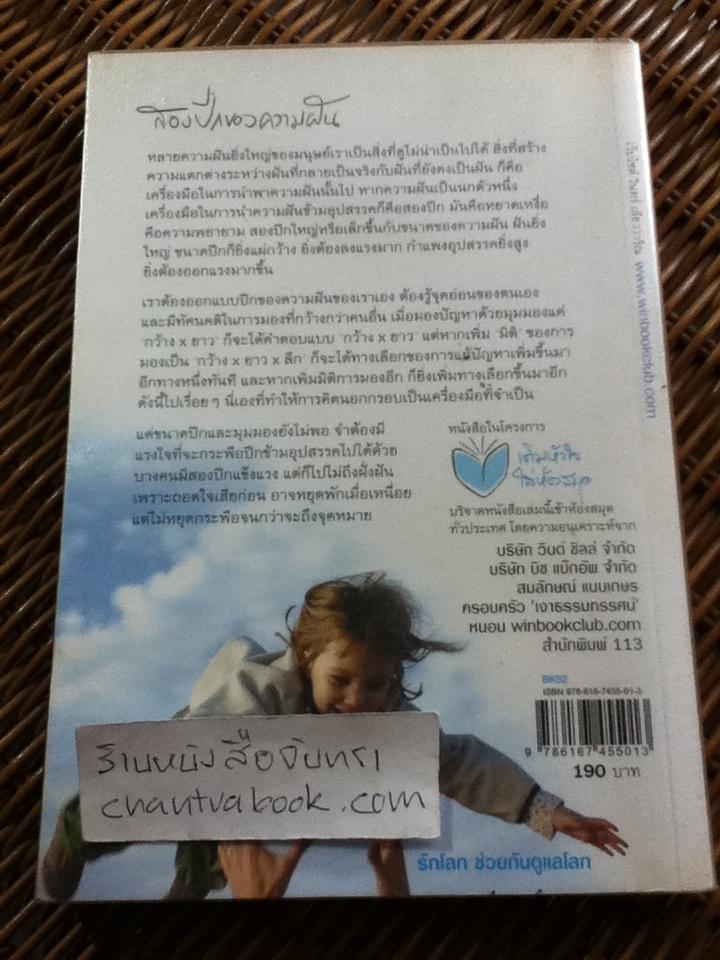 สองปีกของความฝัน
หลายความฝันยิ่งใหญ่ของมนุษย์เราเป็นสิ่งที่ดูไม่น่าเป็นไปได้ สิ่งที่สร้าง
ความแตกต่างระหว่างฝันที่กลายเป็นจริงกับฝันที่ยังคงเป็นฝัน ก็คือ
เครื่องมือในการนำพาความฝันนั้นไป หากความฝันเป็นนกตัวหนึ่ง
เครื่องมือในการนำความฝันข้ามอุปสรรคก็คือสองปีก มันคือหยาดเหงื่อ
คือความพยายาม สองปีกใหญ่หรือเล็กขึ้นกับขนาดของความฝัน ฝันยิ่ง
ใหญ่ ขนาดปีกก็ยิ่งแผ่กว้าง ยิ่งต้องลงแรงมาก กำแพงอุปสรรคยิ่งสูง
ยิ่งต้องออกแรงมากขึ้น
เราต้องออกแบบปีกของความฝันของเราเอง ต้องรู้จุดอ่อนของตนเอง
และมีทัศนคติในการมองที่กว้างกว่าคนอื่น เมื่อมองปัญหาด้วยมุมมองแค่
'กว้าง x ยาว' ก็จะได้คำตอบแบบ 'กว้าง x ยาว' แต่หากเพิ่ม 'มิติ' ของการ
มองเป็น 'กว้าง x ยาว x ลึก' ก็จะได้ทางเลือกของการแก้ปัญหาเพิ่มขึ้นมา
อีกทางหนึ่งทันที และหากเพิ่มมิติการมองอีก ก็ยิ่งเพิ่มทางเลือกขึ้นมาอีก
ดังนี้ไปเรื่อย ๆ นี่เองที่ทำให้การคิดนอกกรอบเป็นเครื่องมือที่จำเป็น
แต่ขนาดปีกและมุมมองยังไม่พอ จำต้องมี
แรงใจที่จะกระพือปีกข้ามอุปสรรคไปได้ด้วย
บางคนมีสองปีกแข็งแรง แต่ก็ไปไม่ถึงฝั่งฝัน
เพราะถอดใจเสียก่อน อาจหยุดพักเมื่อเหนื่อย
แต่ไม่หยุดกระพือจนกว่าจะถึงจุดหมาย
หนังสือในโครงการ
เติมหัวใจ
ใส่ห้องสมุด
บริจาคหนังสือเล่มนี้เข้าห้องสมุด
ทั่วประเทศ โดยความอนุเคราะห์จาก
บริษัท วินด์ ชิลล์ จำกัด
บริษัท บิช แบ๊กอัพ จำกัด
สมลักษณ์ แบบเกษร
ครอบครัว 'เงาธรรมทรรศน์'
หนอน winbookclub.com
สำนักพิมพ์ 113
BK92
ISBN 978-616-7455-01-3
9 786167 455013
190 บาท
ร้านหนังสือจันทรา
chantrabook.com
รักโลก ช่วยกันดูแลโลก
www.winbookclub.com